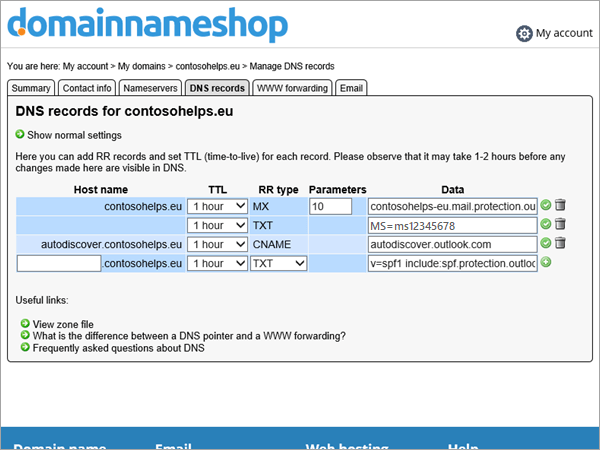 domainnameshop
My account
You are here: My account > My domains > contosohelps.eu > Manage DNS records
Summary Contact info Nameservers DNS records WWW forwarding Email
DNS records for contosohelps.eu
Show normal settings
Here you can add RR records and set TTL (time-to-live) for each record. Please observe that it may take 1-2 hours before any
changes made here are visible in DNS.
Host name TTL RR type Parameters Data
contosohelps.eu 1 hour MX 10 contosohelps-eu.mail.protection.ou
1 hour TXT MS=ms12345678
autodiscover.contosohelps.eu 1 hour CNAME autodiscover.outlook.com
.contosohelps.eu 1 hour TXT v=spf1 include:spf.protection.outloo
Useful links:
View zone file
What is the difference between a DNS pointer and a WWW forwarding?
Frequently asked questions about DNS
Domain name Email Web hosting Help